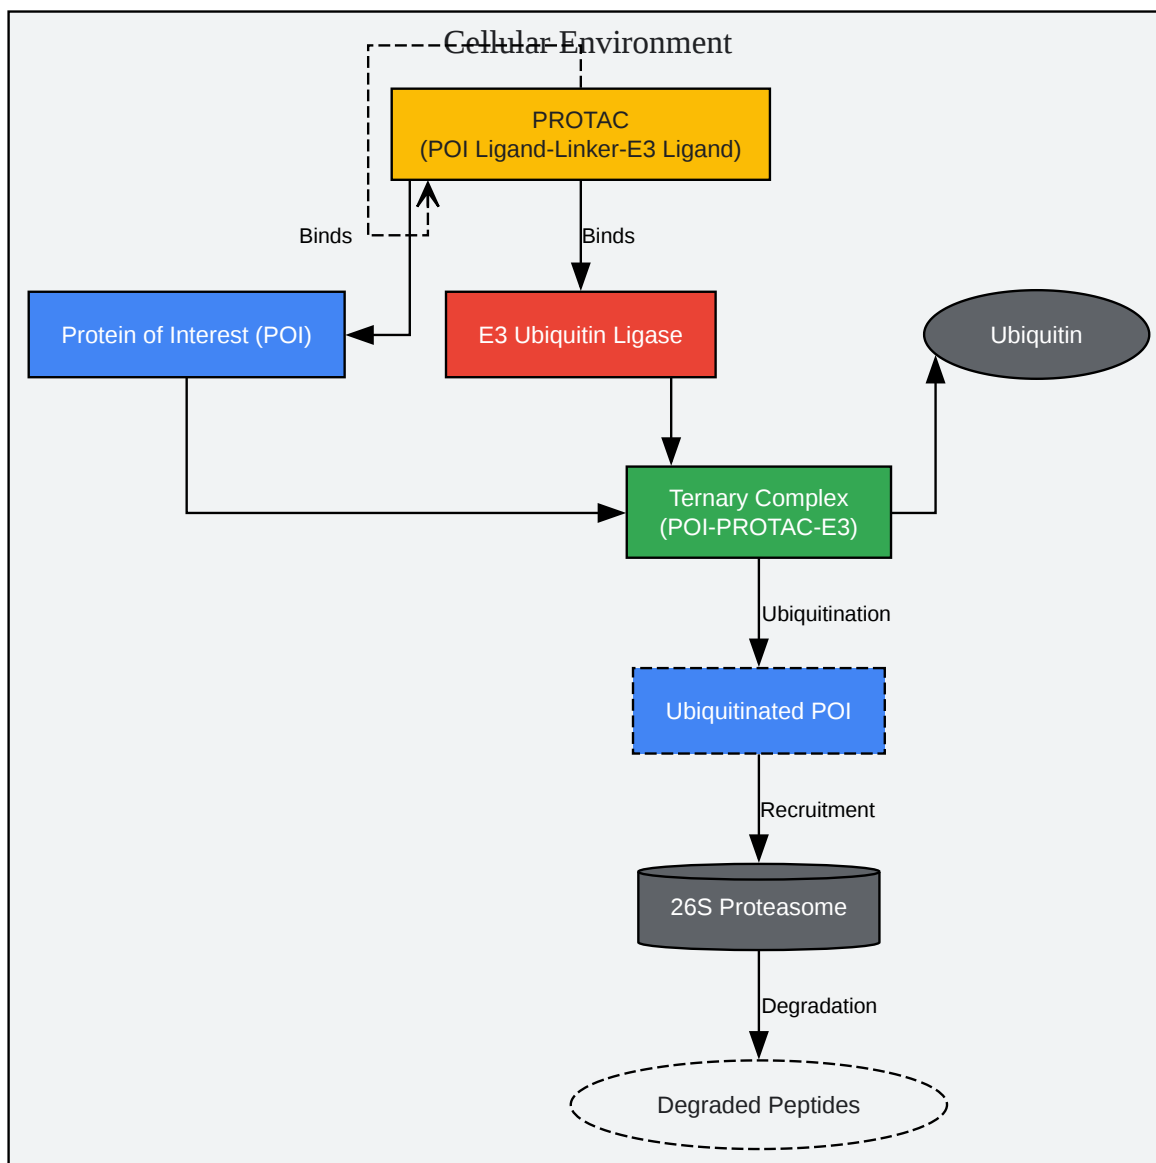 Cellular Environment
PROTAC
(POI Ligand-Linker-E3 Ligand)
Binds
Binds
Protein of Interest (POI)
E3 Ubiquitin Ligase
Ubiquitin
Ternary Complex
(POI-PROTAC-E3)
Ubiquitination
Ubiquitinated POI
Recruitment
26S Proteasome
Degradation
Degraded Peptides